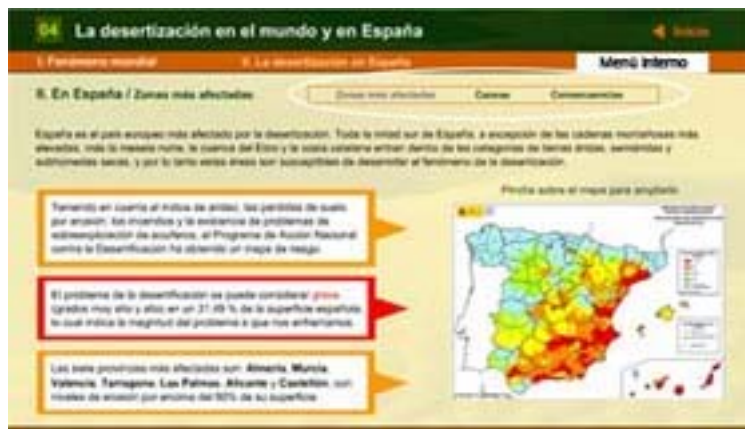 04 La desertización en el mundo y en España
Inicio
I. Fenómeno mundial
II. La desertización en España
Menú interno
II. En España / Zonas más afectadas
Zonas más afectadas
Causas
Consecuencias
España es el país europeo más afectado por la desertización. Toda la mitad sur de España, a excepción de las cadenas montañosas más
elevadas, más la meseta norte, la cuenca del Ebro y la costa catalana entran dentro de las categorías de tierras áridas, semiáridas y
subhúmedas secas, y por lo tanto estas áreas son susceptibles de desarrollar el fenómeno de la desertización.
Pincha sobre el mapa para ampliarlo
Teniendo en cuenta el índice de aridez, las pérdidas de suelo
por erosión, los incendios y la existencia de problemas de
sobreexplotación de acuíferos, el Programa de Acción Nacional
contra la Desertificación ha obtenido un mapa de riesgo.
El problema de la desertificación se puede considerar grave
(grados muy alto y alto) en un 31,49 % de la superficie española,
lo cual indica la magnitud del problema a que nos enfrentamos.
Las siete provincias más afectadas son: Almería, Murcia,
Valencia, Tarragona, Las Palmas, Alicante y Castellón, con
niveles de erosión por encima del 90% de su superficie.